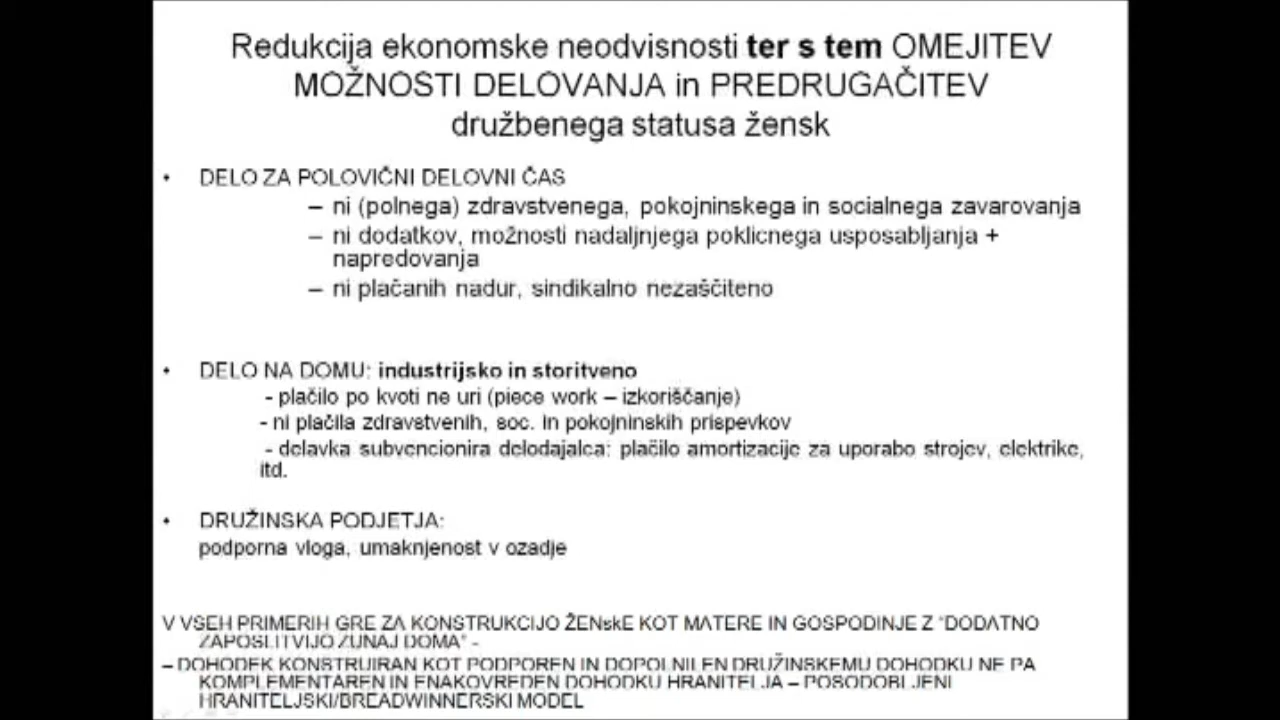 Redukcija ekonomske neodvisnosti ter s tem OMEJITEV
MOŽNOSTI DELOVANJA in PREDRUGAČITEV
družbenega statusa žensk
• DELO ZA POLOVIČNI DELOVNI ČAS
– ni (polnega) zdravstvenega, pokojninskega in socialnega zavarovanja
– ni dodatkov, možnosti nadaljnjega poklicnega usposabljanja +
napredovanja
– ni plačanih nadur, sindikalno nezaščiteno
• DELO NA DOMU: industrijsko in storitveno
- plačilo po kvoti ne uri (piece work – izkoriščanje)
- ni plačila zdravstvenih, soc. in pokojninskih prispevkov
- delavka subvencionira delodajalca: plačilo amortizacije za uporabo strojev, elektrike,
itd.
• DRUŽINSKA PODJETJA:
podporna vloga, umaknjenost v ozadje
V VSEH PRIMERIH GRE ZA KONSTRUKCIJO ŽENskE KOT MATERE IN GOSPODINJE Z "DODATNO
ZAPOSLITVIJO ZUNAJ DOMA" -
– DOHODEK KONSTRUIRAN KOT PODPOREN IN DOPOLNILEN DRUŽINSKEMU DOHODKU NE PA
KOMPLEMENTAREN IN ENAKOVREDEN DOHODKU HRANITELJA – POSODOBLJENI
HRANITELJSKI/BREADWINNERSKI MODEL